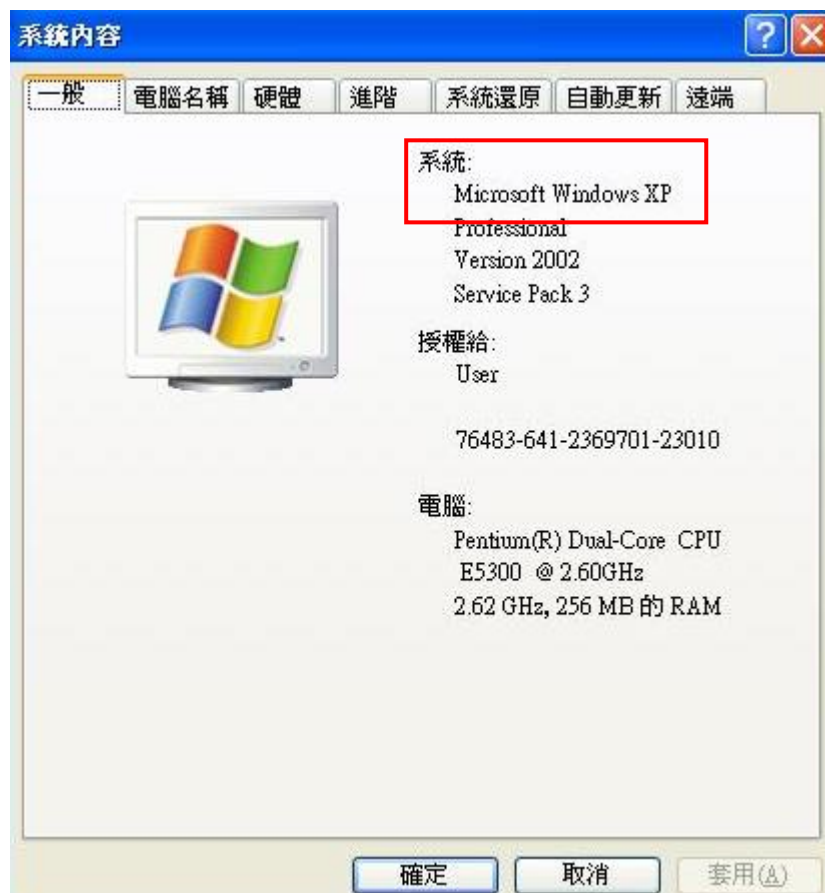 系統內容
一般 電腦名稱 硬體 進階 系統還原 自動更新 遠端
系統:
Microsoft Windows XP
Professional
Version 2002
Service Pack 3
授權給:
User
76483-641-2369701-23010
電腦:
Pentium(R) Dual-Core CPU
E5300 @ 2.60GHz
2.62 GHz, 256 MB 的 RAM
確定 取消 套用(A)